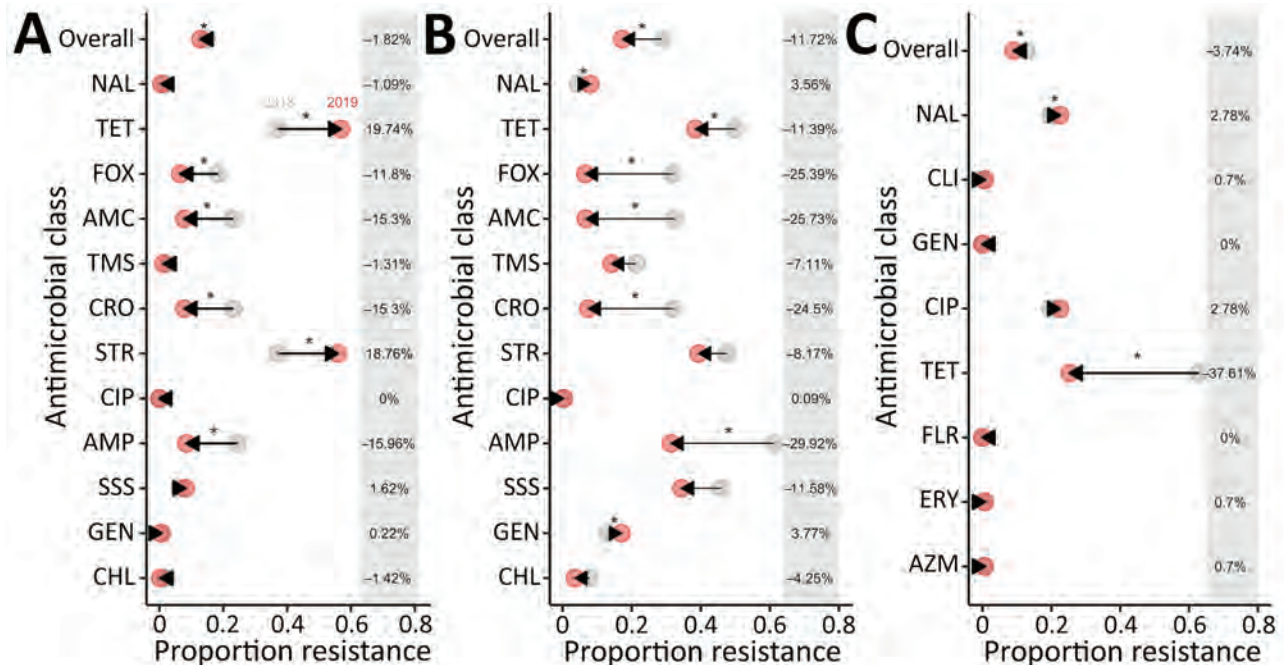 A
Antimicrobial class
Overall * –1.82%
NAL –1.09%
2018 2019
TET * 19.74%
FOX * –11.8%
AMC * –15.3%
TMS –1.31%
CRO * –15.3%
STR * 18.76%
CIP 0%
AMP * –15.96%
SSS 1.62%
GEN 0.22%
CHL –1.42%
0 0.2 0.4 0.6 0.8
Proportion resistance
B
Antimicrobial class
Overall * –11.72%
NAL * 3.56%
TET * –11.39%
FOX * –25.39%
AMC * –25.73%
TMS –7.11%
CRO * –24.5%
STR –8.17%
CIP 0.09%
AMP * –29.92%
SSS –11.58%
GEN * 3.77%
CHL –4.25%
0 0.2 0.4 0.6 0.8
Proportion resistance
C
Antimicrobial class
Overall * –3.74%
NAL * 2.78%
CLI 0.7%
GEN 0%
CIP 2.78%
TET * –37.61%
FLR 0%
ERY 0.7%
AZM 0.7%
0 0.2 0.4 0.6 0.8
Proportion resistance